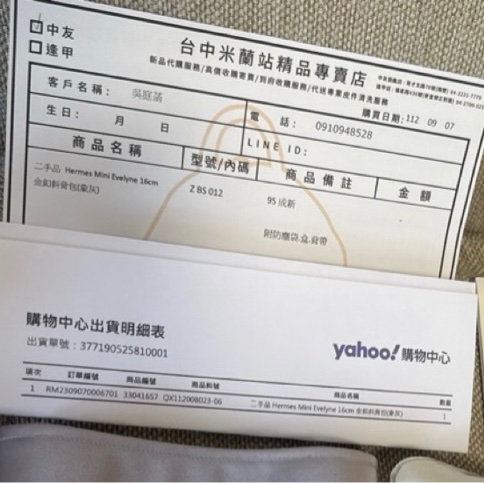 ☑中友
□逢甲
台中米蘭站精品專賣店
新品代購服務/高價收購寄賣/到府收購服務/代送專業皮件清洗服務
購買日期:112 09 07
客戶名稱:
電 話: 0910948528
生日: 月 日
LINE ID:
商品名稱 型號/內碼 商品備註 金額
二手品 Hermes Mini Evelyne 16cm
金釦斜背包(象灰)
Z BS 012
95成新
附防塵袋.盒.背帶
購物中心出貨明細表
出貨單號:377190525810001
yahoo!購物中心
項次 訂單編號 商品編號 商品料號 商品名稱 數量
1 RM2309070006701 33041657 QX112008023-06 二手品 Hermes Mini Evelyne 16cm 金釦斜背包(象灰) 1